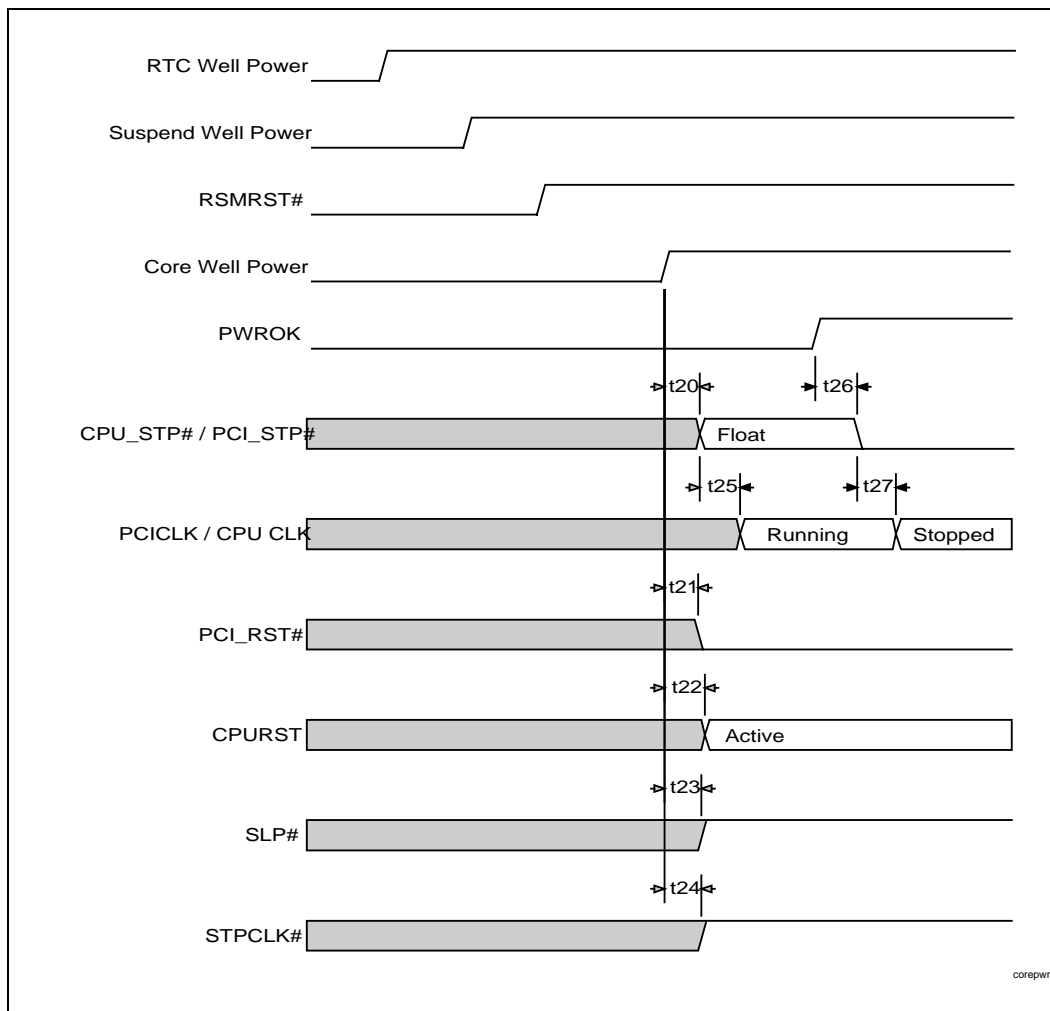 RTC Well Power
Suspend Well Power
RSMRST#
Core Well Power
PWROK
t20
t26
CPU_STP# / PCI_STP#
Float
t25
t27
PCICLK / CPU CLK
Running
Stopped
t21
PCI_RST#
t22
CPURST
Active
t23
SLP#
t24
STPCLK#
corepwr